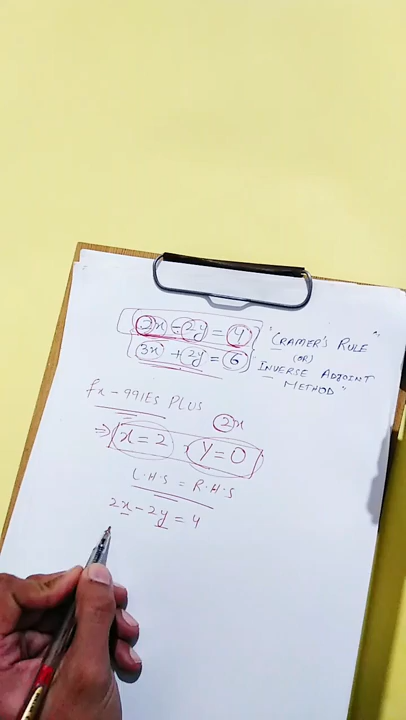 2x - 2y = 4
3x + 2y = 6
"CRAMER'S RULE
(OR)
INVERSE ADJOINT
METHOD"
fx - 991ES PLUS
2x
⇒ x = 2 , y = 0
L.H.S = R.H.S
2x - 2y = 4